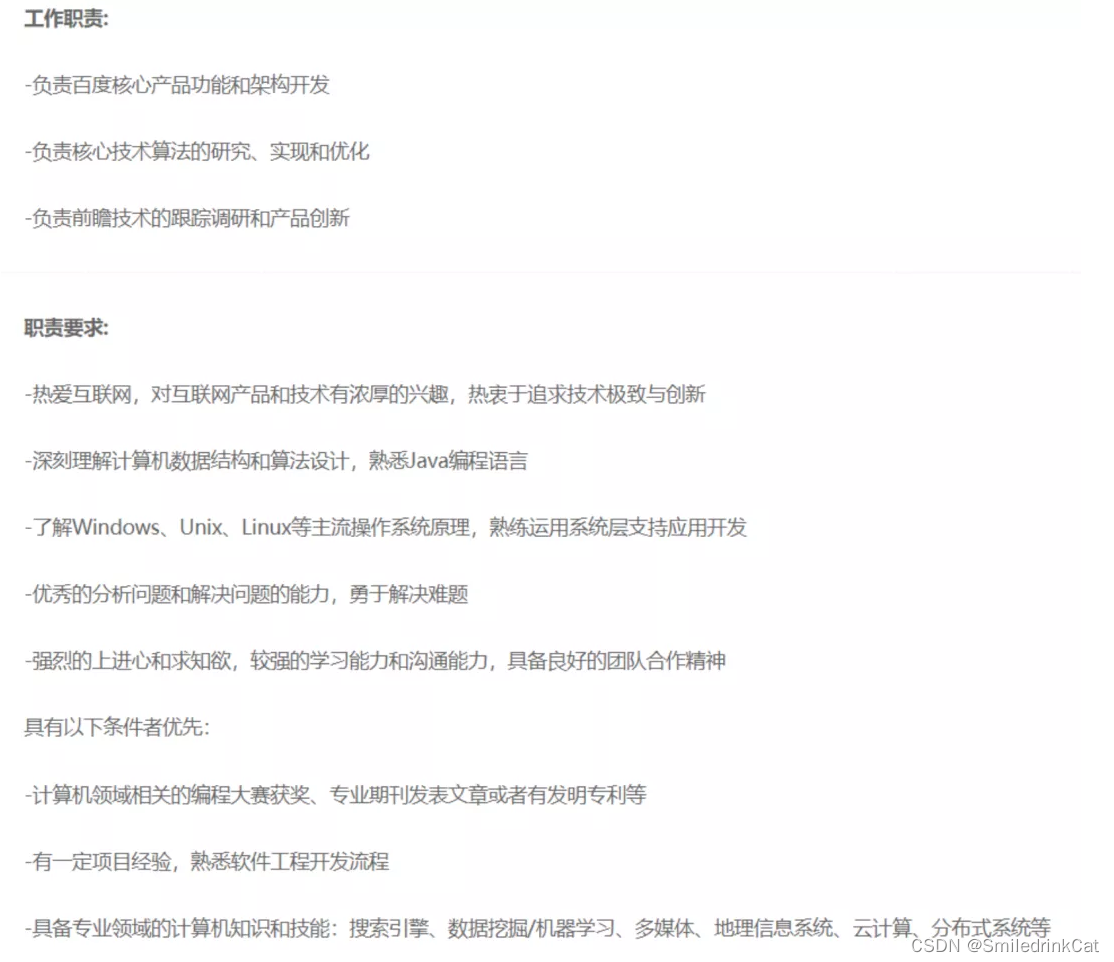 工作职责:
-负责百度核心产品功能和架构开发
-负责核心技术算法的研究、实现和优化
-负责前瞻技术的跟踪调研和产品创新
职责要求:
-热爱互联网，对互联网产品和技术有浓厚的兴趣，热衷于追求技术极致与创新
-深刻理解计算机数据结构和算法设计，熟悉Java编程语言
-了解Windows、Unix、Linux等主流操作系统原理，熟练运用系统层支持应用开发
-优秀的分析问题和解决问题的能力，勇于解决难题
-强烈的上进心和求知欲，较强的学习能力和沟通能力，具备良好的团队合作精神
具有以下条件者优先：
-计算机领域相关的编程大赛获奖、专业期刊发表文章或者有发明专利等
-有一定项目经验，熟悉软件工程开发流程
-具备专业领域的计算机知识和技能：搜索引擎、数据挖掘/机器学习、多媒体、地理信息系统、云计算、分布式系统等
CSDN @SmiledrinkCat